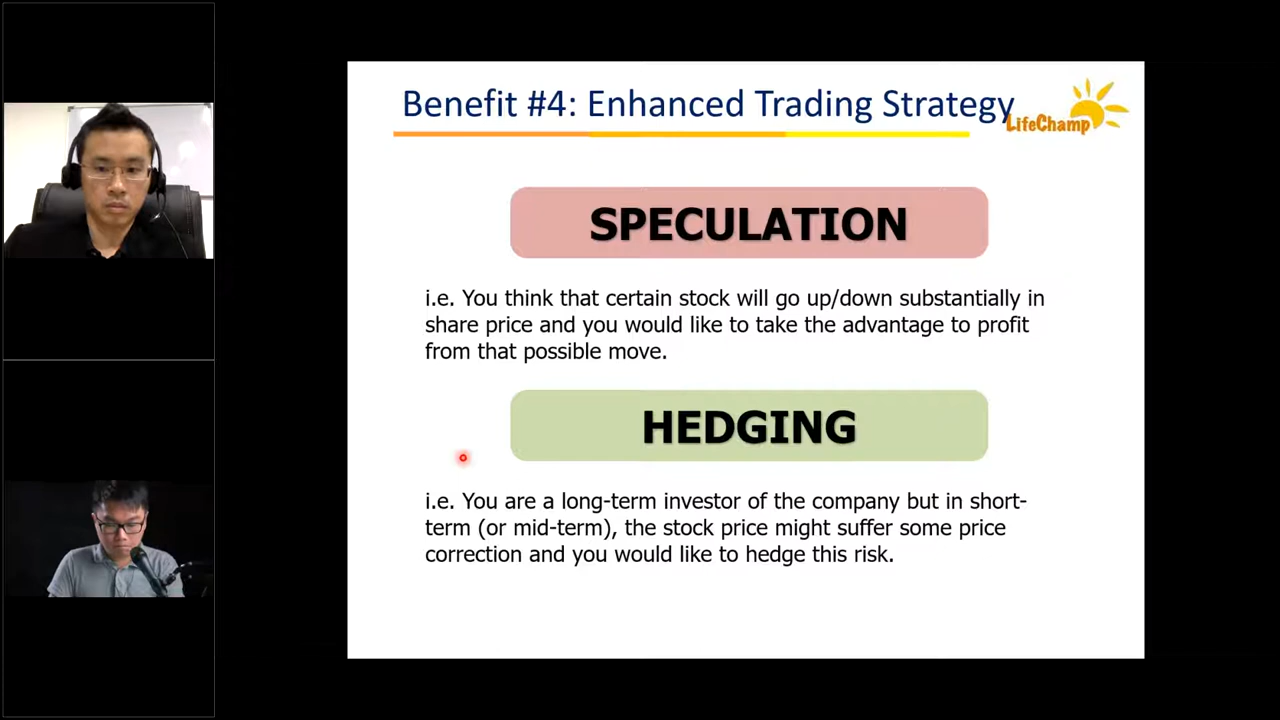 Benefit #4: Enhanced Trading Strategy
LifeChamp
SPECULATION
i.e. You think that certain stock will go up/down substantially in
share price and you would like to take the advantage to profit
from that possible move.
HEDGING
i.e. You are a long-term investor of the company but in short-
term (or mid-term), the stock price might suffer some price
correction and you would like to hedge this risk.